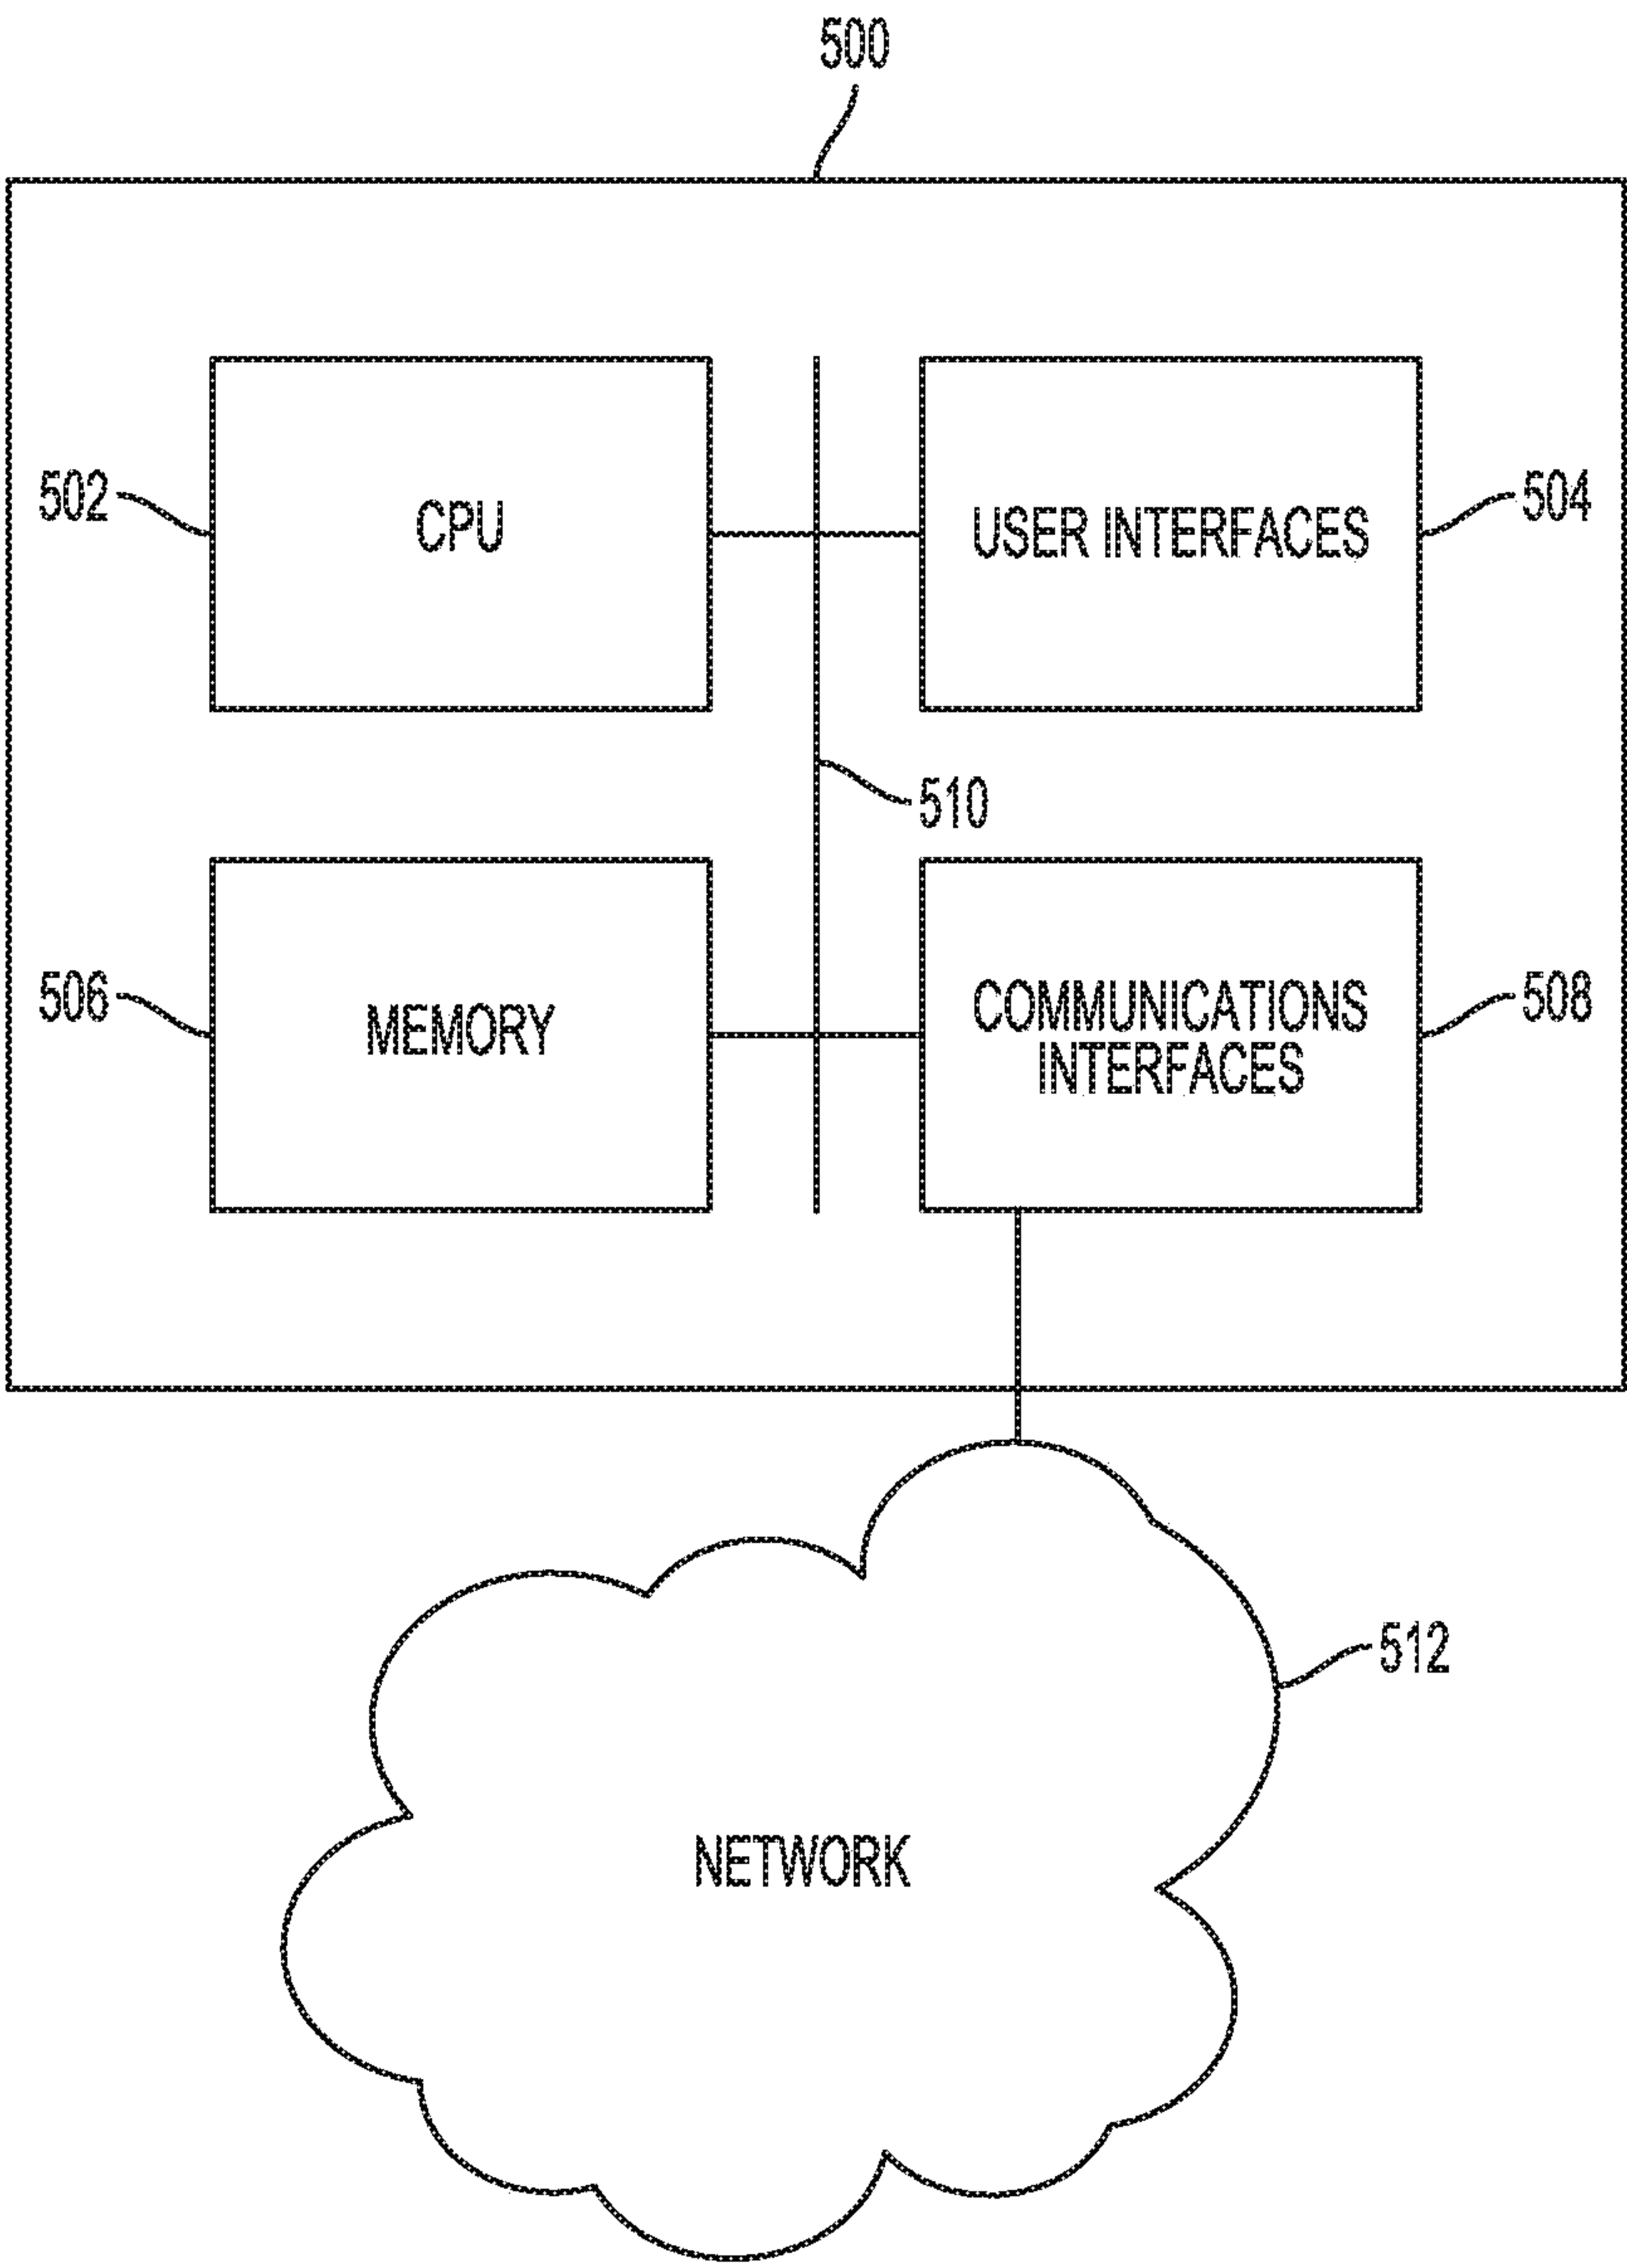 500
502
CPU
USER INTERFACES
504
510
506
MEMORY
COMMUNICATIONS
INTERFACES
508
512
NETWORK